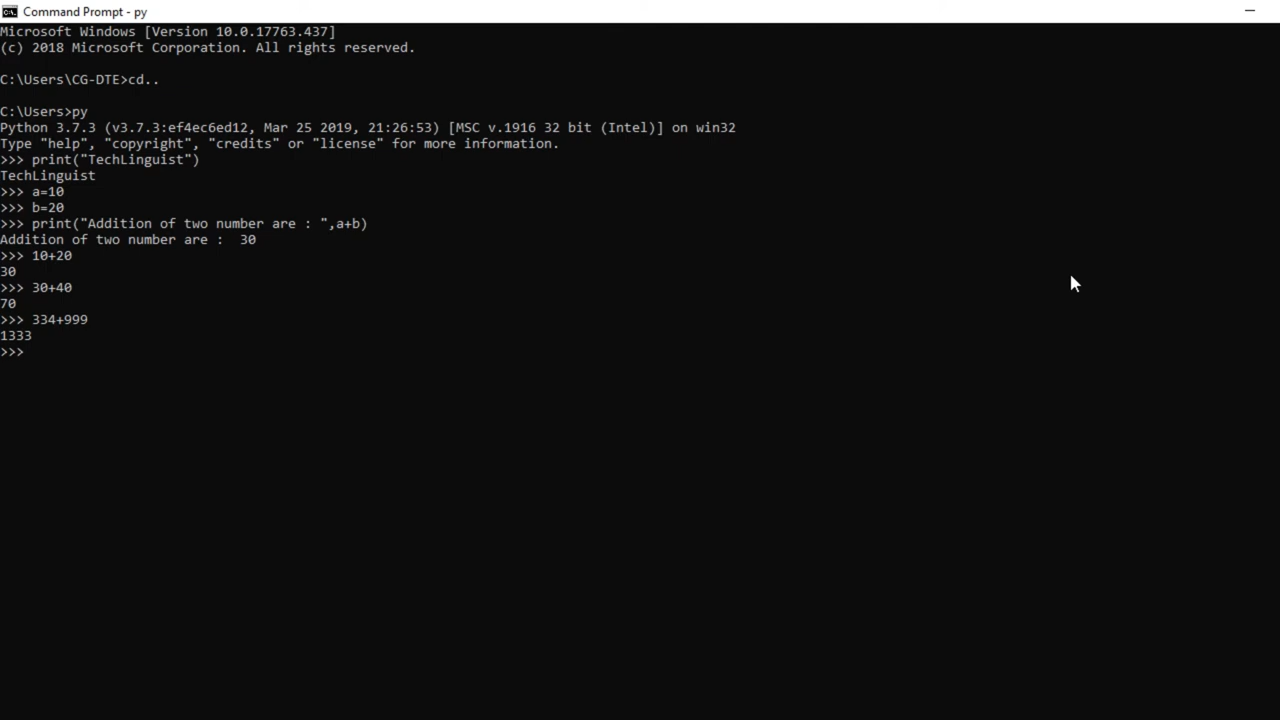 Command Prompt - py
Microsoft Windows [Version 10.0.17763.437]
(c) 2018 Microsoft Corporation. All rights reserved.
C:\Users\CG-DTE>cd..
C:\Users>py
Python 3.7.3 (v3.7.3:ef4ec6ed12, Mar 25 2019, 21:26:53) [MSC v.1916 32 bit (Intel)] on win32
Type "help", "copyright", "credits" or "license" for more information.
>>> print("TechLinguist")
TechLinguist
>>> a=10
>>> b=20
>>> print("Addition of two number are : ",a+b)
Addition of two number are :  30
>>> 10+20
30
>>> 30+40
70
>>> 334+999
1333
>>>